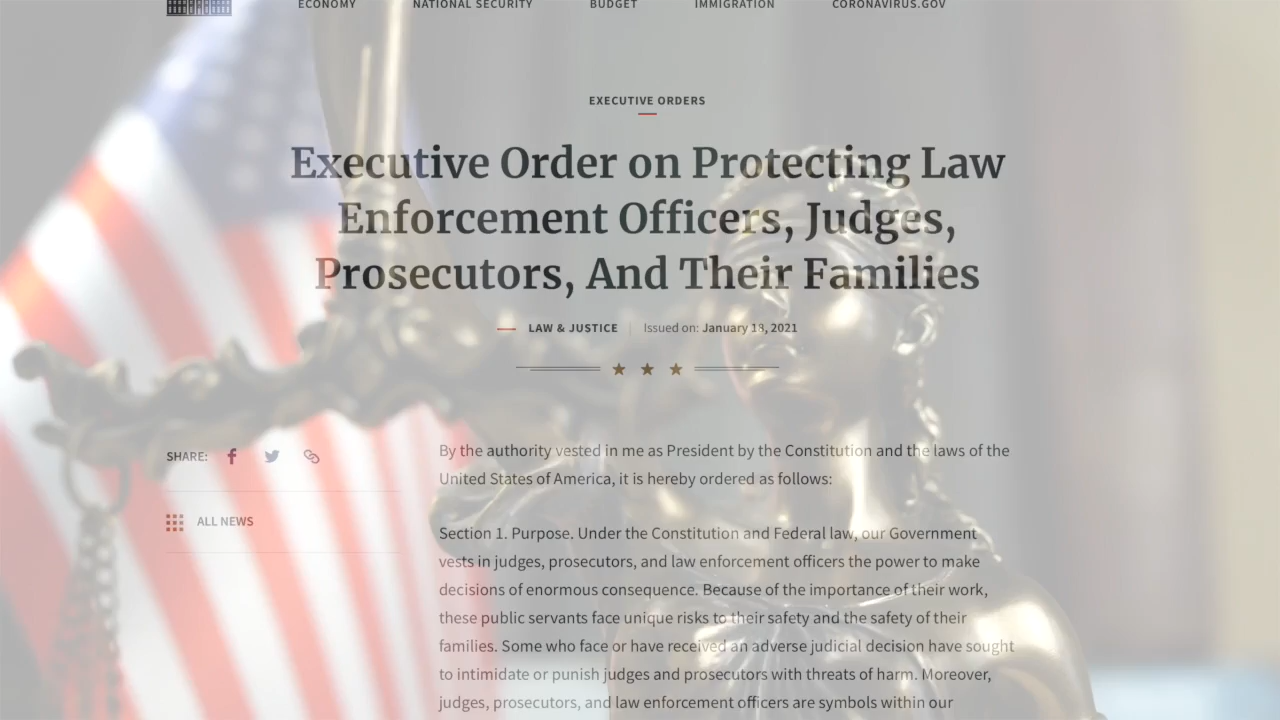 ECONOMY NATIONAL SECURITY BUDGET IMMIGRATION CORONAVIRUS.GOV
EXECUTIVE ORDERS
Executive Order on Protecting Law
Enforcement Officers, Judges,
Prosecutors, And Their Families
LAW & JUSTICE Issued on: January 18, 2021
SHARE:
ALL NEWS
By the authority vested in me as President by the Constitution and the laws of the
United States of America, it is hereby ordered as follows:
Section 1. Purpose. Under the Constitution and Federal law, our Government
vests in judges, prosecutors, and law enforcement officers the power to make
decisions of enormous consequence. Because of the importance of their work,
these public servants face unique risks to their safety and the safety of their
families. Some who face or have received an adverse judicial decision have sought
to intimidate or punish judges and prosecutors with threats of harm. Moreover,
judges, prosecutors, and law enforcement officers are symbols within our